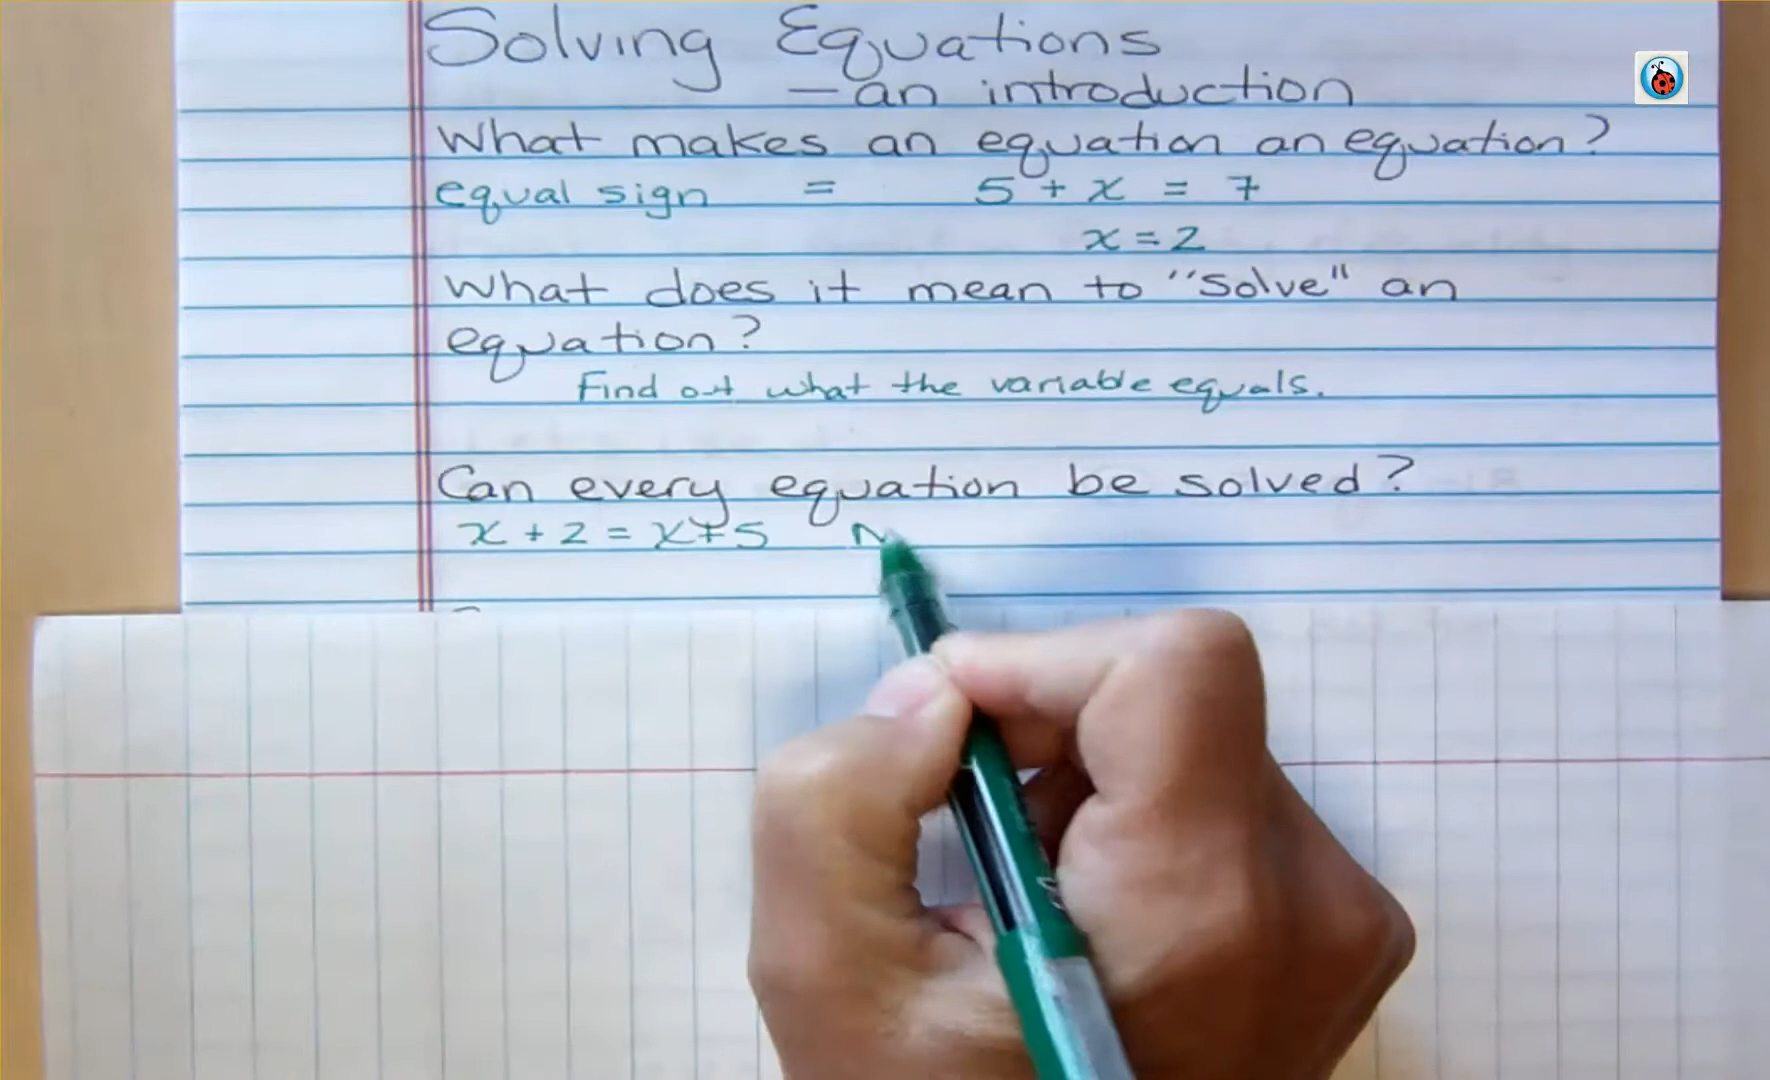 Solving Equations
- an introduction
What makes an equation an equation?
equal sign = 5 + x = 7
x = 2
What does it mean to "solve" an
equation?
Find out what the variable equals.
Can every equation be solved?
x + 2 = x + 5 N